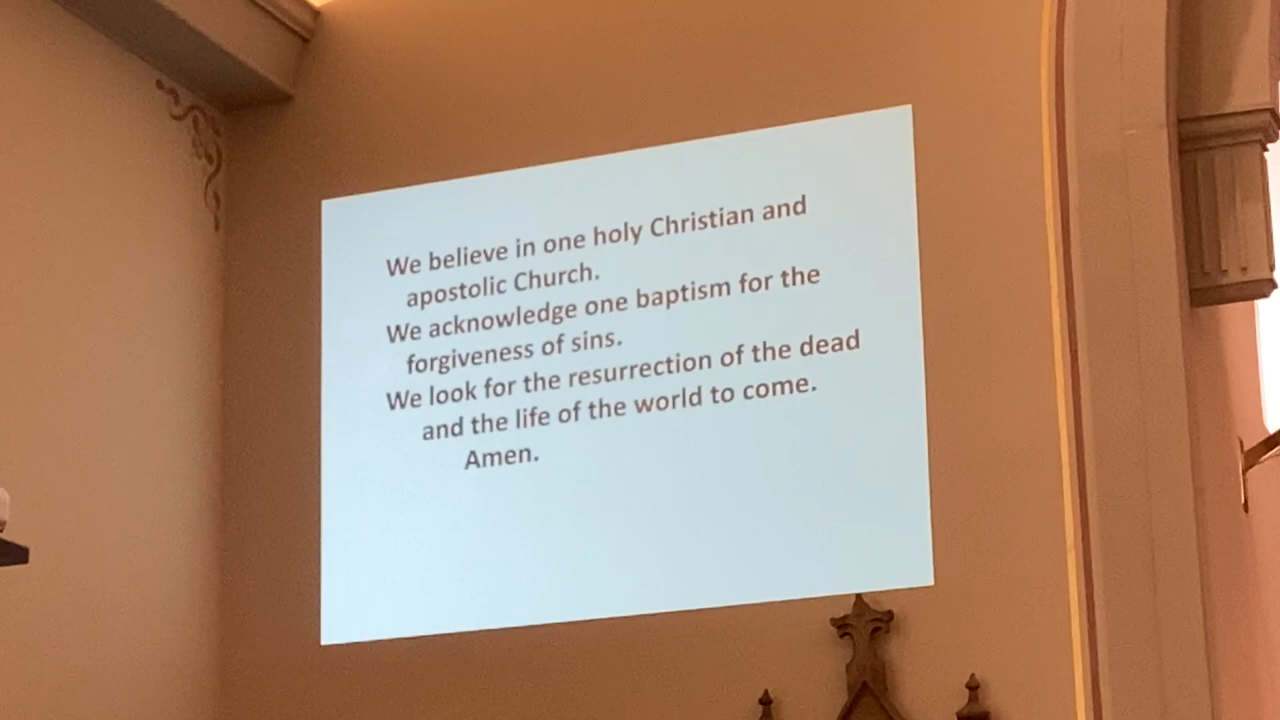 We believe in one holy Christian and
apostolic Church.
We acknowledge one baptism for the
forgiveness of sins.
We look for the resurrection of the dead
and the life of the world to come.
Amen.